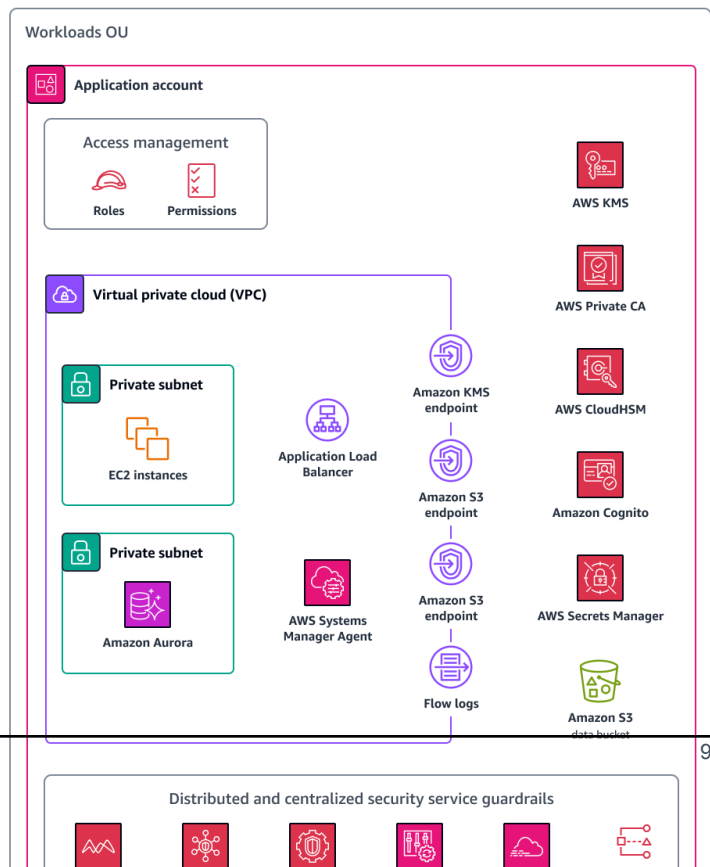 Workloads OU
Application account
Access management
Roles
Permissions
AWS KMS
AWS Private CA
Virtual private cloud (VPC)
Private subnet
EC2 instances
Application Load
Balancer
Amazon KMS
endpoint
AWS CloudHSM
Amazon S3
endpoint
Amazon Cognito
Private subnet
Amazon Aurora
AWS Systems
Manager Agent
Amazon S3
endpoint
AWS Secrets Manager
Flow logs
Amazon S3
data bucket
9
Distributed and centralized security service guardrails